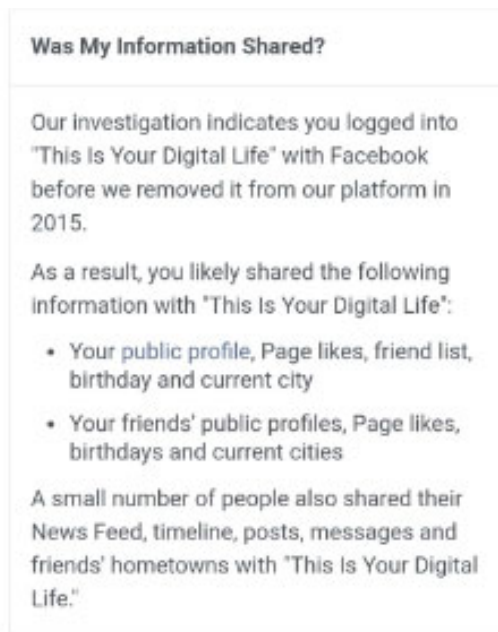 Was My Information Shared?
Our investigation indicates you logged into
"This Is Your Digital Life" with Facebook
before we removed it from our platform in
2015.
As a result, you likely shared the following
information with "This Is Your Digital Life":
• Your public profile, Page likes, friend list,
birthday and current city
• Your friends' public profiles, Page likes,
birthdays and current cities
A small number of people also shared their
News Feed, timeline, posts, messages and
friends' hometowns with "This Is Your Digital
Life."